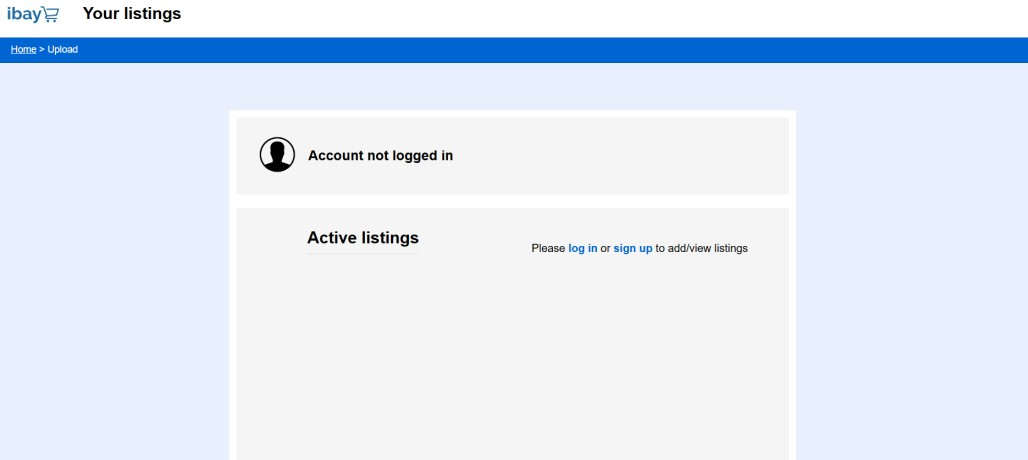 ibay Your listings
Home > Upload
Account not logged in
Active listings
Please log in or sign up to add/view listings